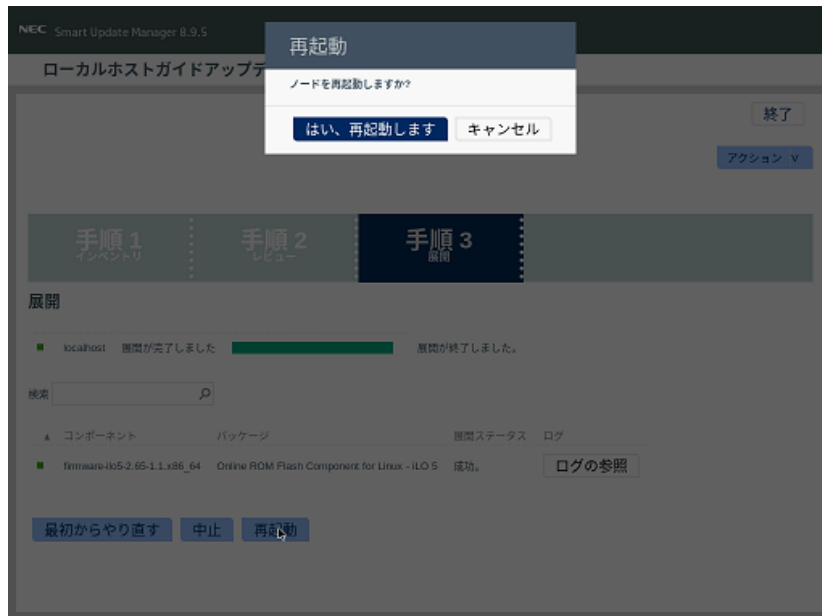 NEC Smart Update Manager 8.9.5
ローカルホストガイドアップデ
再起動
ノードを再起動しますか?
はい、再起動します
キャンセル
終了
アクション ∨
手順 1
インベントリ
手順 2
レビュー
手順 3
展開
展開
localhost 展開が完了しました 展開が終了しました。
検索
コンポーネント パッケージ 展開ステータス ログ
firmware-ilo5-2.65-1.1.x86_64 Online ROM Flash Component for Linux - iLO 5 成功。 ログの参照
最初からやり直す 中止 再起動